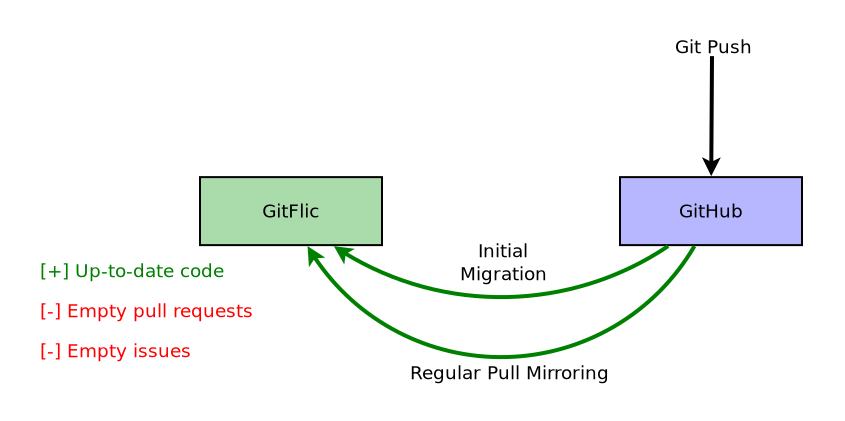 Git Push
GitFlic
GitHub
Initial
Migration
[+] Up-to-date code
[-] Empty pull requests
[-] Empty issues
Regular Pull Mirroring